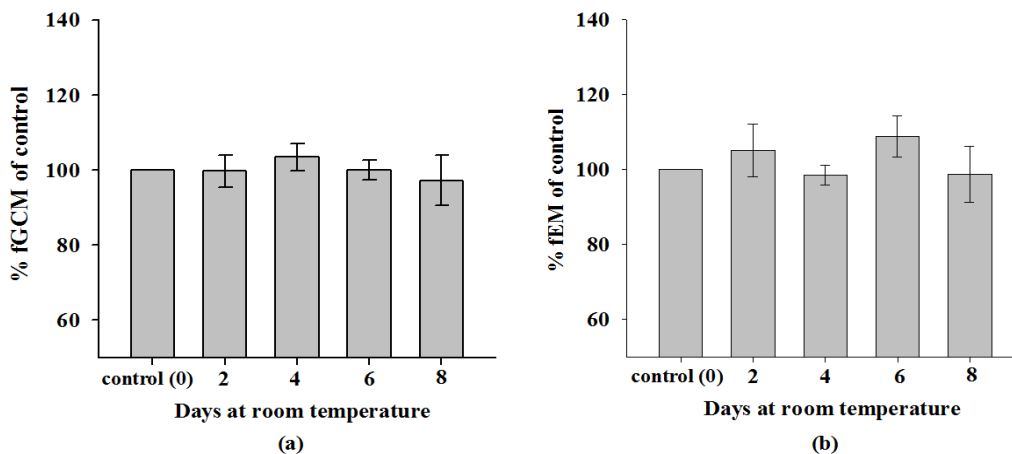 140
120
100
80
60
% fGCM of control
control (0) 2 4 6 8
Days at room temperature
(a)
140
120
100
80
60
% fEM of control
control (0) 2 4 6 8
Days at room temperature
(b)